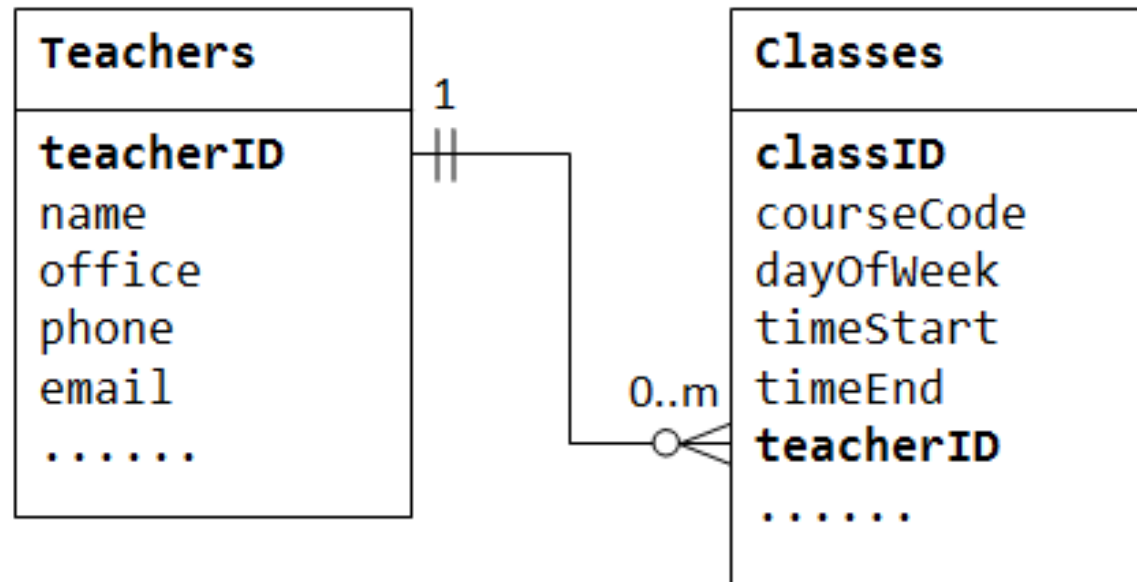 Teachers
teacherID
name
office
phone
email
......
1
0..m
Classes
classID
courseCode
dayOfWeek
timeStart
timeEnd
teacherID
......